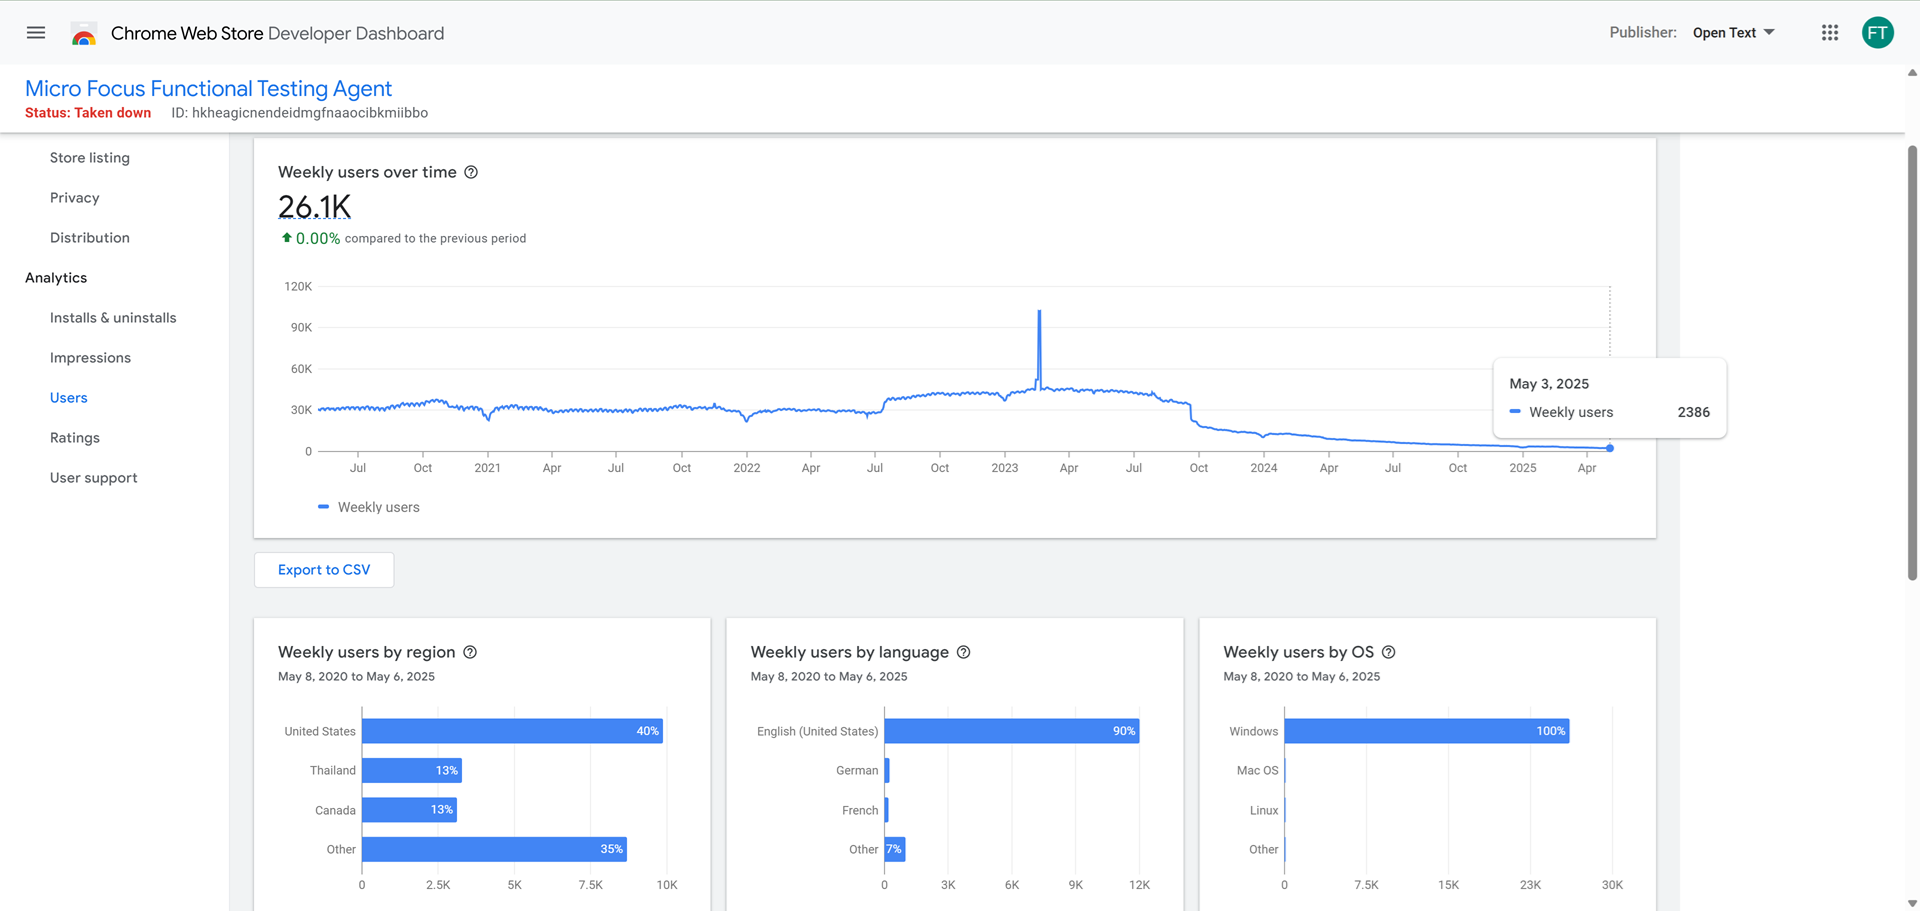 Chrome Web Store Developer Dashboard
Publisher: Open Text
FT
Micro Focus Functional Testing Agent
Status: Taken down ID: hkheagicnendeidmgfnaaocibkmiibbo
Store listing
Privacy
Distribution
Analytics
Installs & uninstalls
Impressions
Users
Ratings
User support
Weekly users over time
26.1K
0.00% compared to the previous period
120K
90K
60K
30K
0
Jul Oct 2021 Apr Jul Oct 2022 Apr Jul Oct 2023 Apr Jul Oct 2024 Apr Jul Oct 2025 Apr
May 3, 2025
Weekly users 2386
Weekly users
Export to CSV
Weekly users by region
May 8, 2020 to May 6, 2025
United States 40%
Thailand 13%
Canada 13%
Other 35%
0 2.5K 5K 7.5K 10K
Weekly users by language
May 8, 2020 to May 6, 2025
English (United States) 90%
German
French
Other 7%
0 3K 6K 9K 12K
Weekly users by OS
May 8, 2020 to May 6, 2025
Windows 100%
Mac OS
Linux
Other
0 7.5K 15K 23K 30K